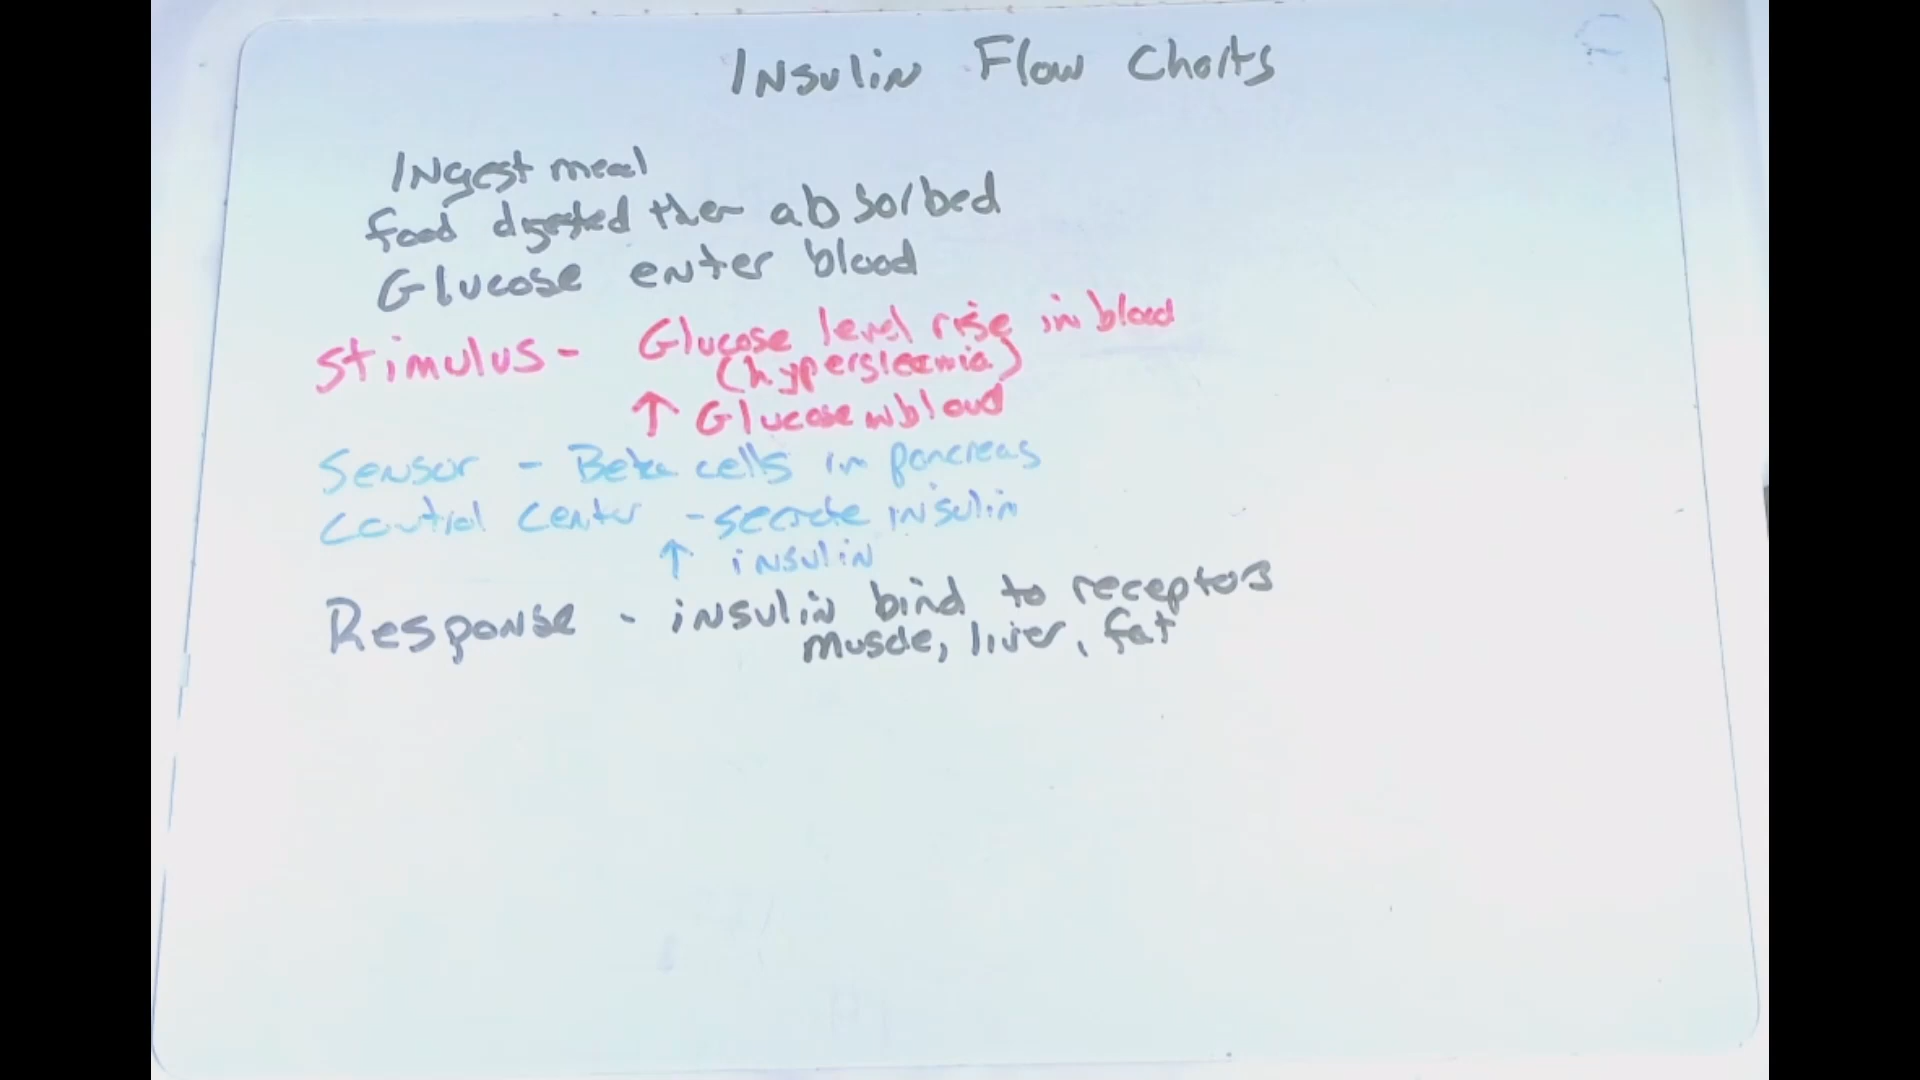 Insulin Flow Charts
Ingest meal
food digested then absorbed
Glucose enter blood
Stimulus - Glucose level rise in blood
(hyperglecmia)
↑ Glucose in blood
Sensor - Beta cells in pancreas
Control Center - secrete insulin
↑ insulin
Response - insulin bind to receptors
muscle, liver, fat